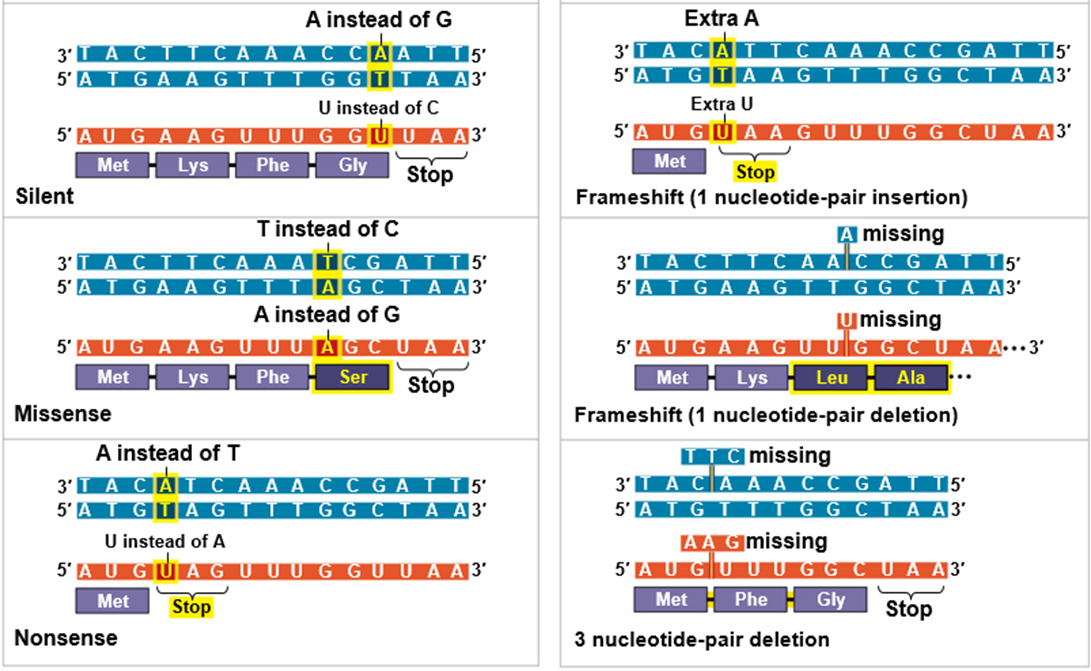 A instead of G
3′ T A C T T C A A A C C A A T T 5′
5′ A T G A A G T T T G G T T A A 3′
U instead of C
5′ A U G A A G U U U G G U U A A 3′
Met Lys Phe Gly Stop
Silent
T instead of C
3′ T A C T T C A A A T C G A T T 5′
5′ A T G A A G T T T A G C T A A 3′
A instead of G
5′ A U G A A G U U U A G C U A A 3′
Met Lys Phe Ser Stop
Missense
A instead of T
3′ T A C A T C A A A C C G A T T 5′
5′ A T G T A G T T T G G C T A A 3′
U instead of A
5′ A U G U A G U U U G G U U A A 3′
Met Stop
Nonsense
Extra A
3′ T A C A T T C A A A C C G A T T 5′
5′ A T G T A A G T T T G G C T A A 3′
Extra U
5′ A U G U A A G U U U G G C U A A 3′
Met Stop
Frameshift (1 nucleotide-pair insertion)
A missing
3′ T A C T T C A A C C G A T T 5′
5′ A T G A A G T T G G C T A A 3′
U missing
5′ A U G A A G U U G G C U A A ··· 3′
Met Lys Leu Ala ···
Frameshift (1 nucleotide-pair deletion)
T T C missing
3′ T A C A A A C C G A T T 5′
5′ A T G T T T G G C T A A 3′
A A G missing
5′ A U G U U U G G C U A A 3′
Met Phe Gly Stop
3 nucleotide-pair deletion